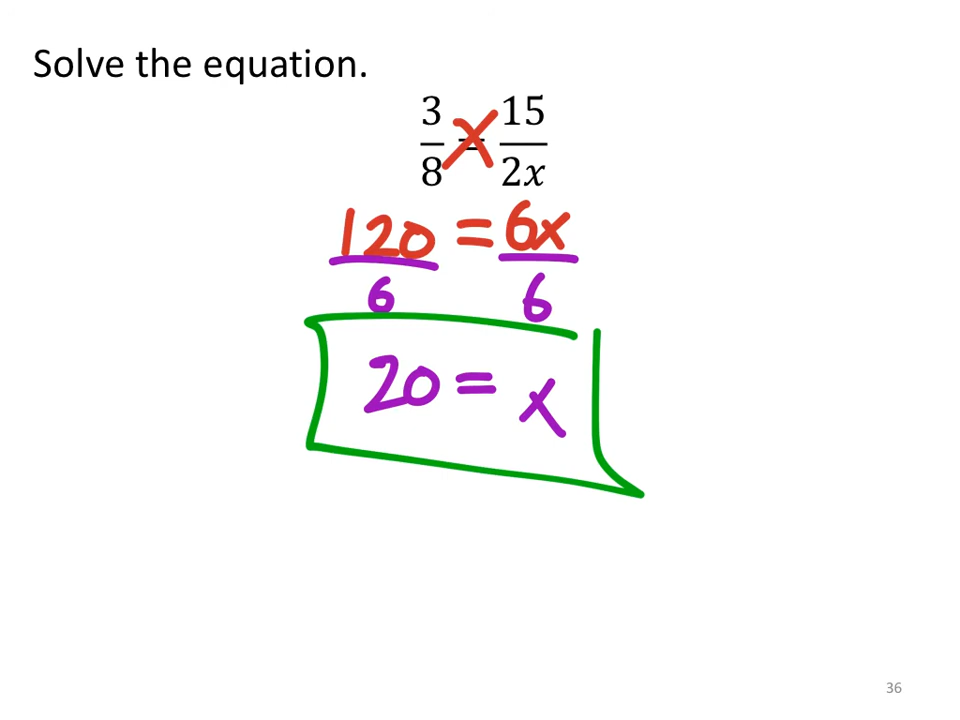 Solve the equation.
3/8 = 15/2x
120 = 6x
6 6
20 = x
36